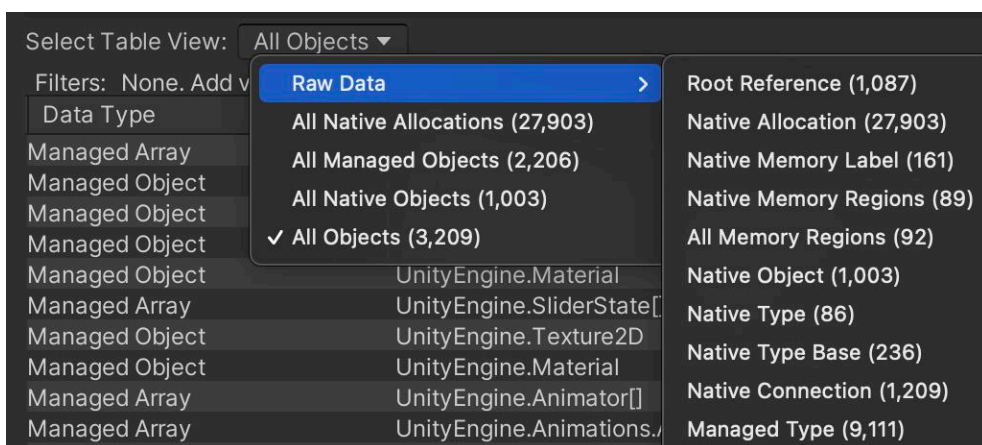 Select Table View: All Objects
Filters: None. Add v
Data Type
Managed Array
Managed Object
Managed Object
Managed Object
Managed Object UnityEngine.Material
Managed Array UnityEngine.SliderState[]
Managed Object UnityEngine.Texture2D
Managed Object UnityEngine.Material
Managed Array UnityEngine.Animator[]
Managed Array UnityEngine.Animations.
Raw Data
All Native Allocations (27,903)
All Managed Objects (2,206)
All Native Objects (1,003)
✓ All Objects (3,209)
Root Reference (1,087)
Native Allocation (27,903)
Native Memory Label (161)
Native Memory Regions (89)
All Memory Regions (92)
Native Object (1,003)
Native Type (86)
Native Type Base (236)
Native Connection (1,209)
Managed Type (9,111)